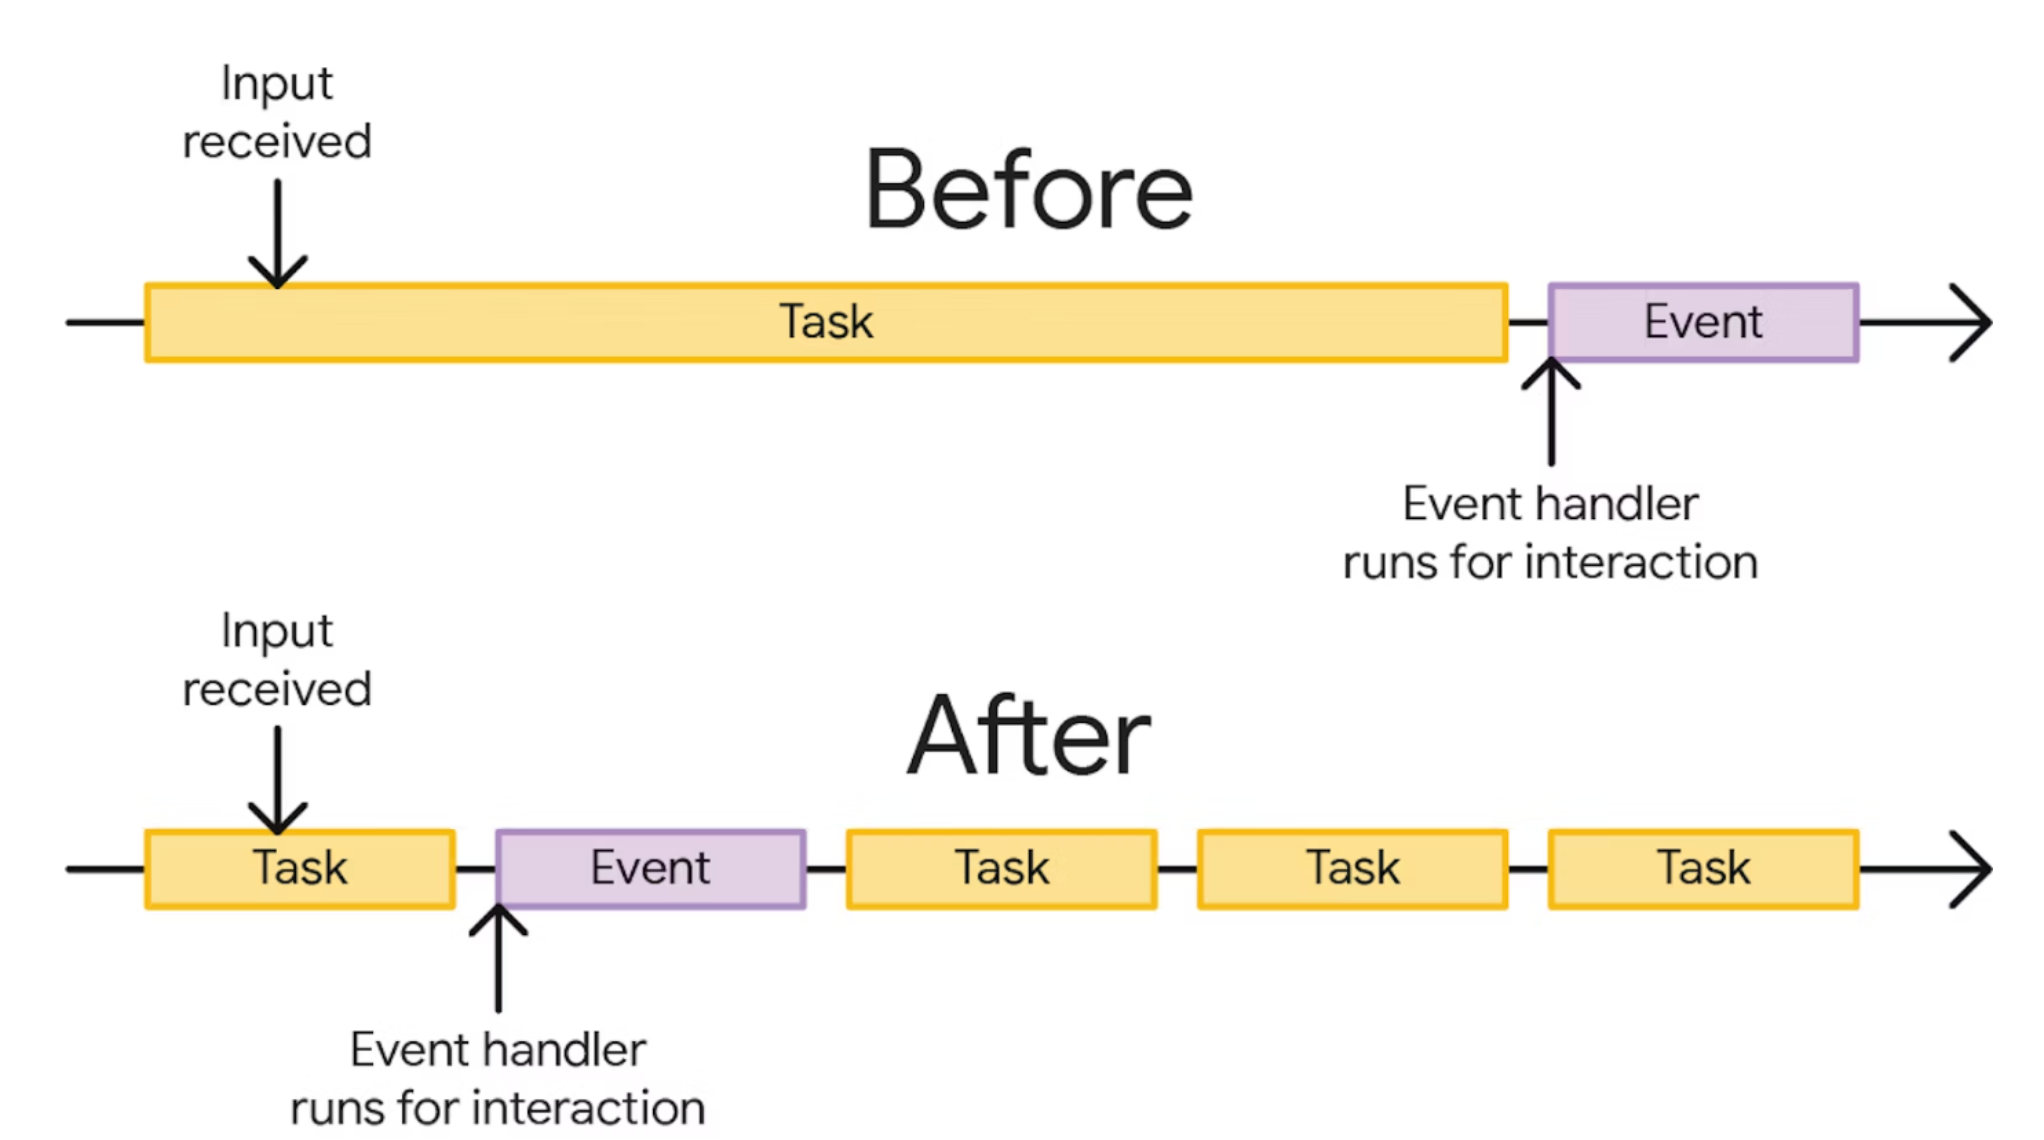 Input
received
Before
Task
Event
Event handler
runs for interaction
Input
received
After
Task
Event
Task
Task
Task
Event handler
runs for interaction